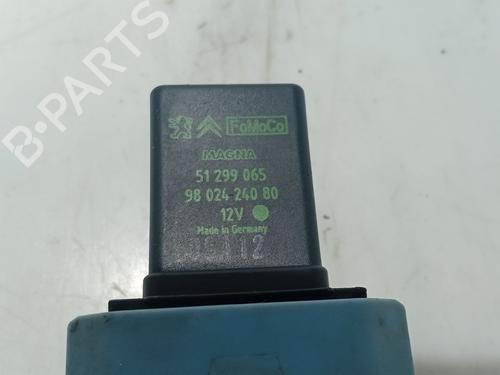 B-PARTS
FoMoCo
MAGNA
51 299 065
98 024 240 80
12V
Made in Germany